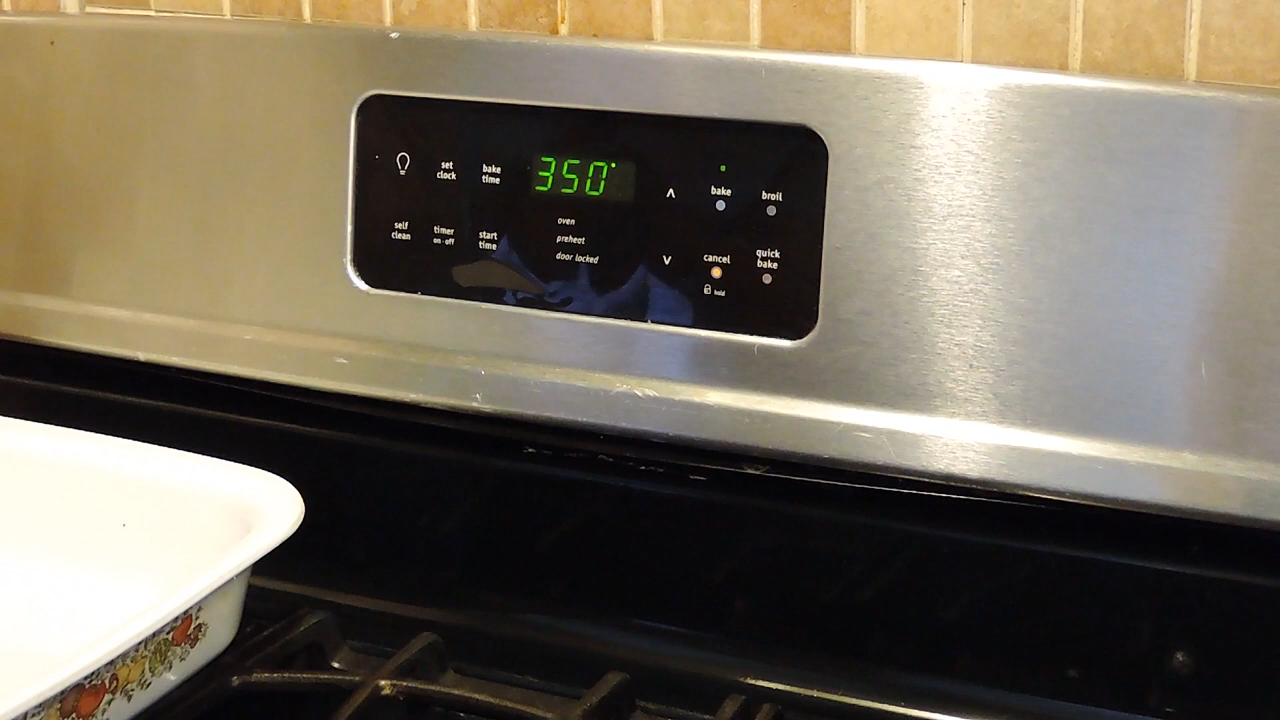 set
clock
bake
time
350°
bake
broil
self
clean
timer
on-off
start
time
oven
preheat
door locked
cancel
quick
bake
hold